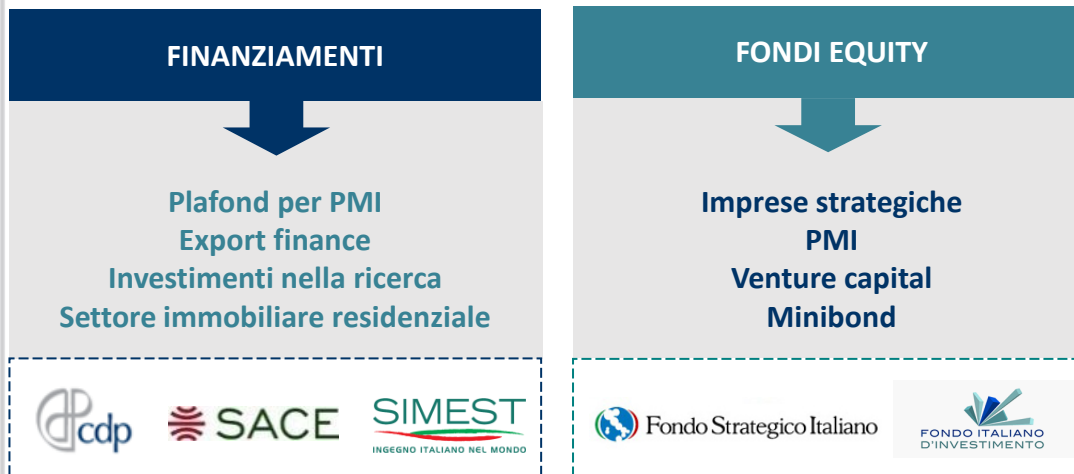 FINANZIAMENTI
Plafond per PMI
Export finance
Investimenti nella ricerca
Settore immobiliare residenziale
cdp
SACE
SIMEST
INGEGNO ITALIANO NEL MONDO
FONDI EQUITY
Imprese strategiche
PMI
Venture capital
Minibond
Fondo Strategico Italiano
FONDO ITALIANO
D'INVESTIMENTO